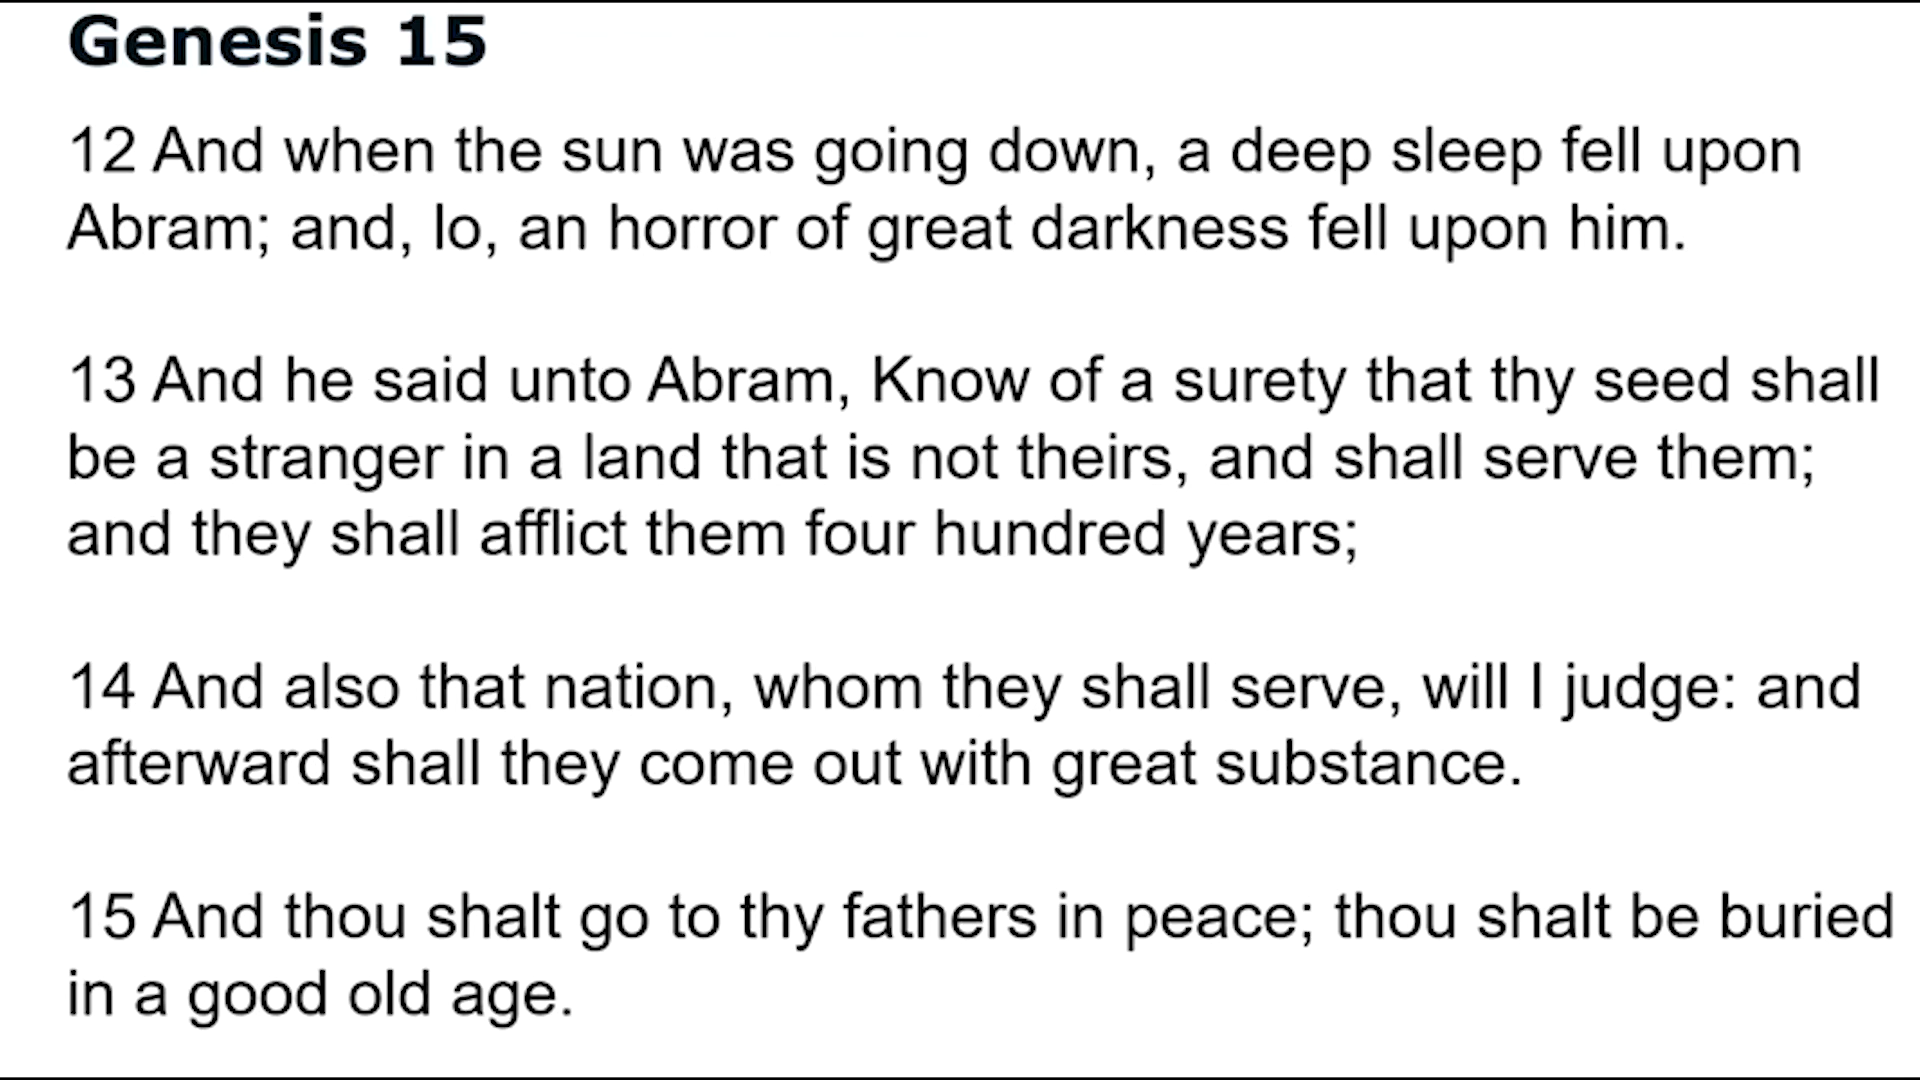 Genesis 15
12 And when the sun was going down, a deep sleep fell upon
Abram; and, lo, an horror of great darkness fell upon him.
13 And he said unto Abram, Know of a surety that thy seed shall
be a stranger in a land that is not theirs, and shall serve them;
and they shall afflict them four hundred years;
14 And also that nation, whom they shall serve, will I judge: and
afterward shall they come out with great substance.
15 And thou shalt go to thy fathers in peace; thou shalt be buried
in a good old age.